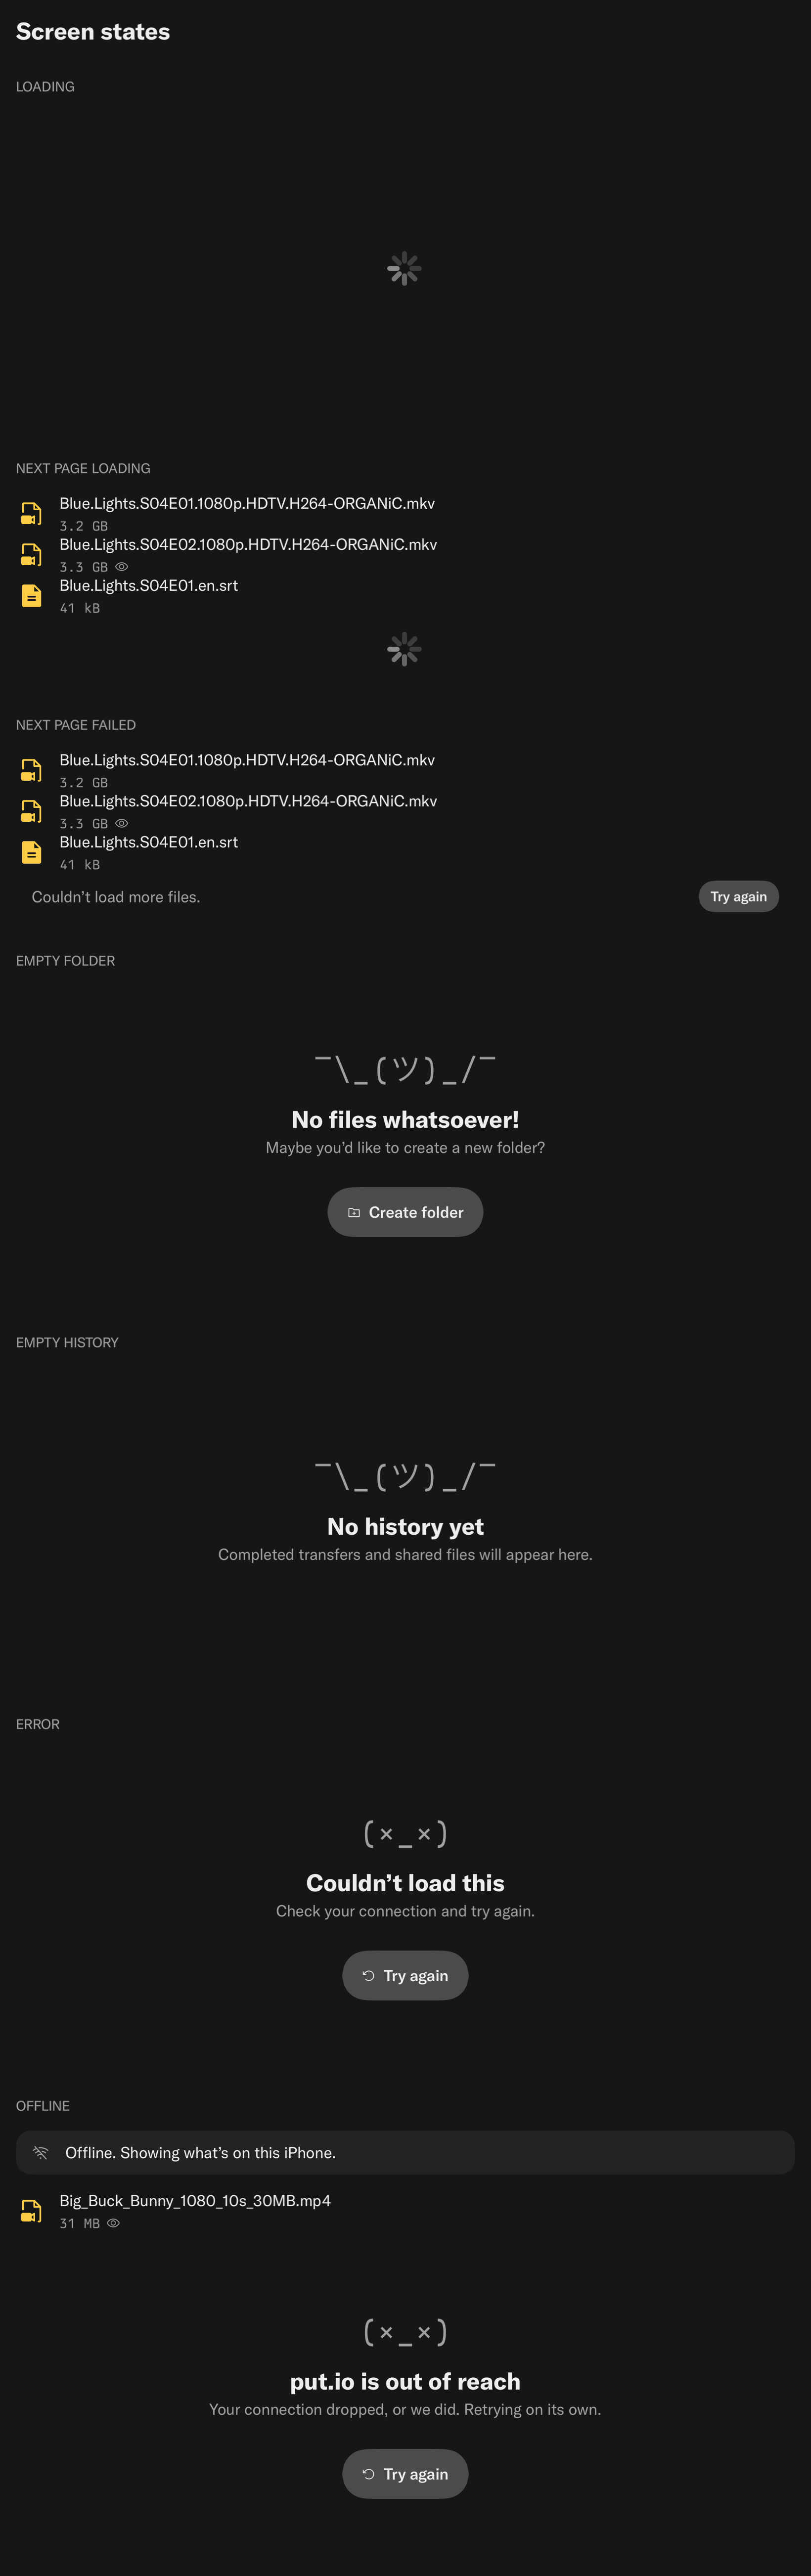 Screen states
LOADING
NEXT PAGE LOADING
Blue.Lights.S04E01.1080p.HDTV.H264-ORGANiC.mkv
3.2 GB
Blue.Lights.S04E02.1080p.HDTV.H264-ORGANiC.mkv
3.3 GB
Blue.Lights.S04E01.en.srt
41 kB
NEXT PAGE FAILED
Blue.Lights.S04E01.1080p.HDTV.H264-ORGANiC.mkv
3.2 GB
Blue.Lights.S04E02.1080p.HDTV.H264-ORGANiC.mkv
3.3 GB
Blue.Lights.S04E01.en.srt
41 kB
Couldn’t load more files. Try again
EMPTY FOLDER
¯\_(ツ)_/¯
No files whatsoever!
Maybe you’d like to create a new folder?
Create folder
EMPTY HISTORY
¯\_(ツ)_/¯
No history yet
Completed transfers and shared files will appear here.
ERROR
(×_×)
Couldn’t load this
Check your connection and try again.
Try again
OFFLINE
Offline. Showing what’s on this iPhone.
Big_Buck_Bunny_1080_10s_30MB.mp4
31 MB
(×_×)
put.io is out of reach
Your connection dropped, or we did. Retrying on its own.
Try again